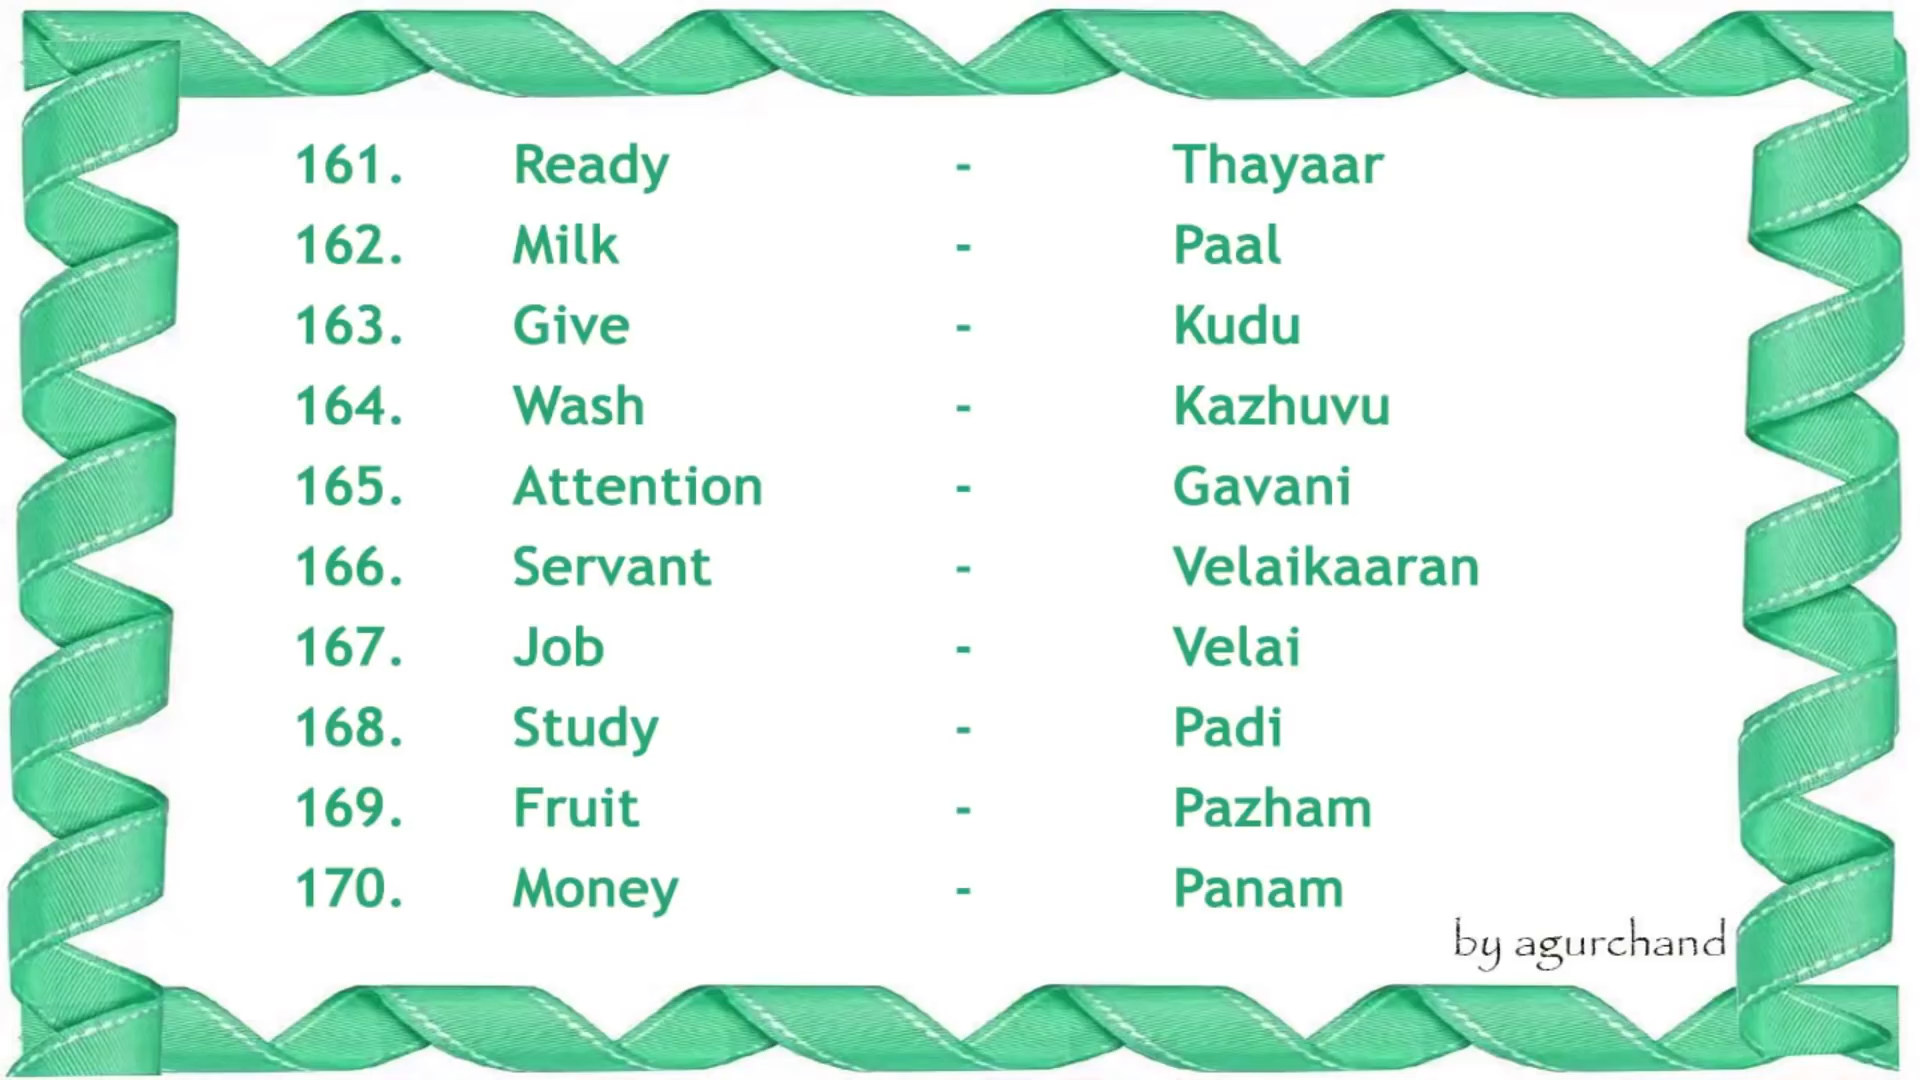 161. Ready - Thayaar
162. Milk - Paal
163. Give - Kudu
164. Wash - Kazhuvu
165. Attention - Gavani
166. Servant - Velaikaaran
167. Job - Velai
168. Study - Padi
169. Fruit - Pazham
170. Money - Panam
by agurchand